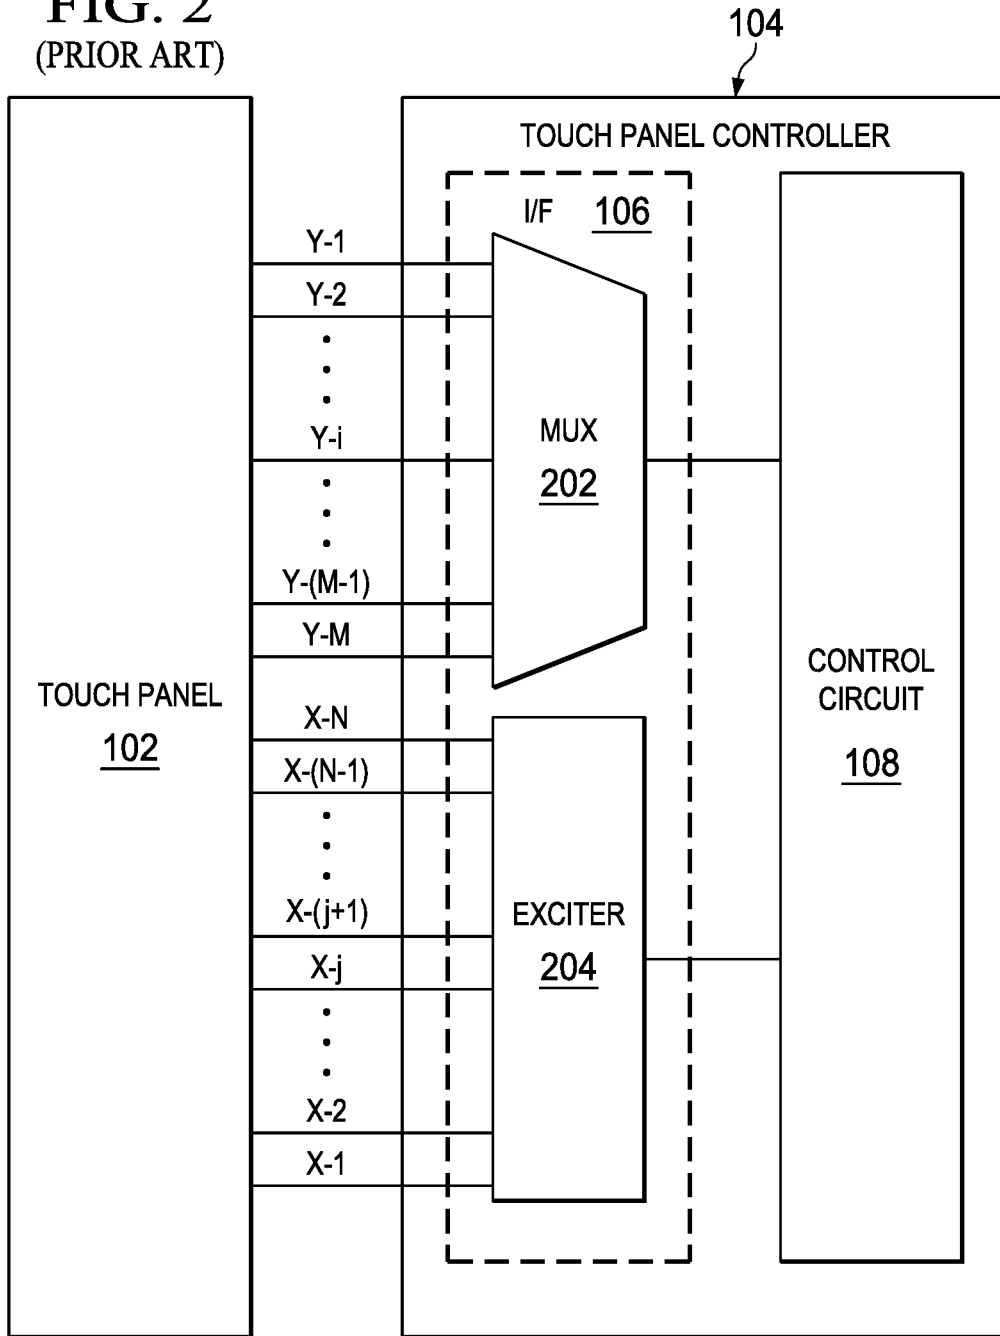 FIG. 2
(PRIOR ART)
104
TOUCH PANEL CONTROLLER
I/F 106
Y-1
Y-2
Y-i
Y-(M-1)
Y-M
MUX
202
TOUCH PANEL
102
CONTROL
CIRCUIT
108
X-N
X-(N-1)
X-(j+1)
X-j
X-2
X-1
EXCITER
204